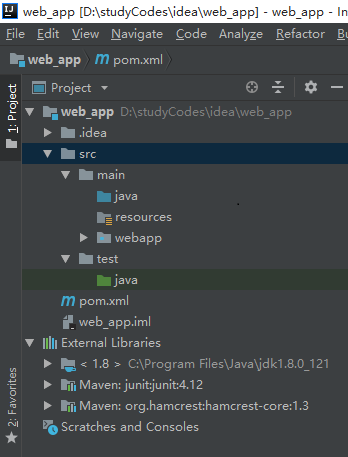 web_app [D:\studyCodes\idea\web_app] - web_app - In
File Edit View Navigate Code Analyze Refactor Bu
web_app pom.xml
1: Project
Project
web_app D:\studyCodes\idea\web_app
.idea
src
main
java
resources
webapp
test
java
pom.xml
web_app.iml
External Libraries
< 1.8 > C:\Program Files\Java\jdk1.8.0_121
Maven: junit:junit:4.12
Maven: org.hamcrest:hamcrest-core:1.3
Scratches and Consoles
2: Favorites